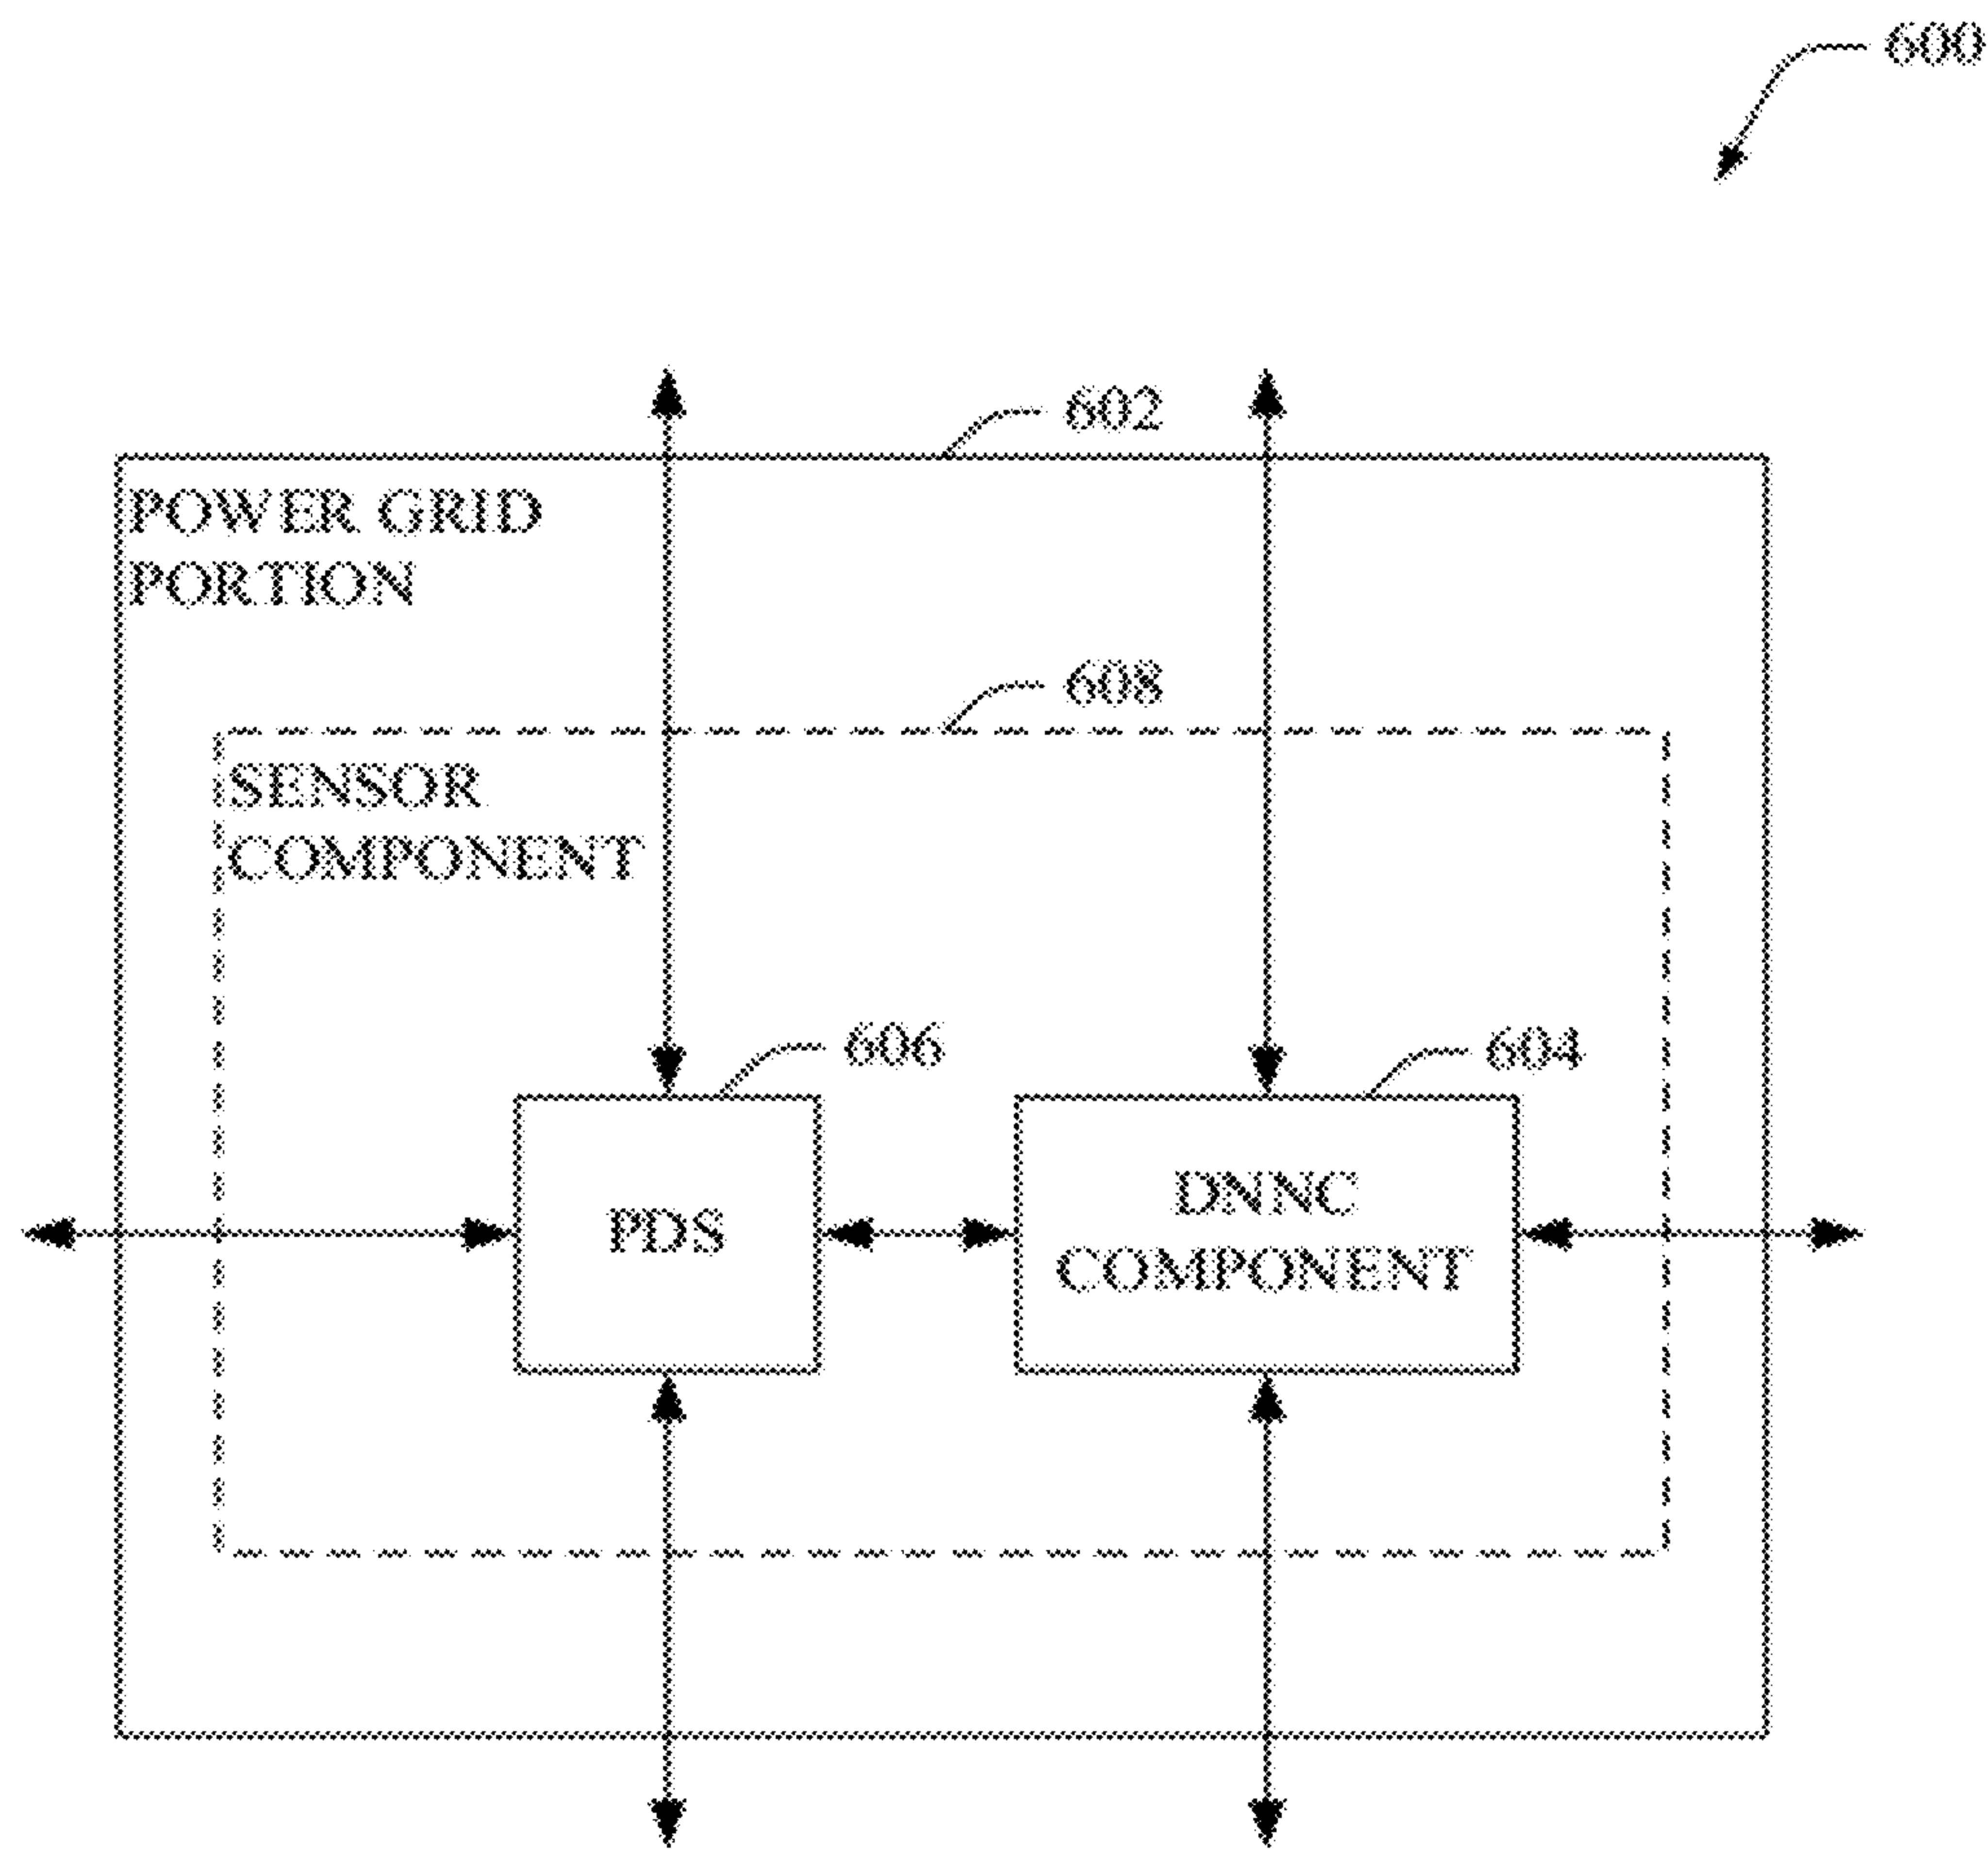 600
602
POWER GRID
PORTION
608
SENSOR
COMPONENT
606
604
PDS
DNNC
COMPONENT